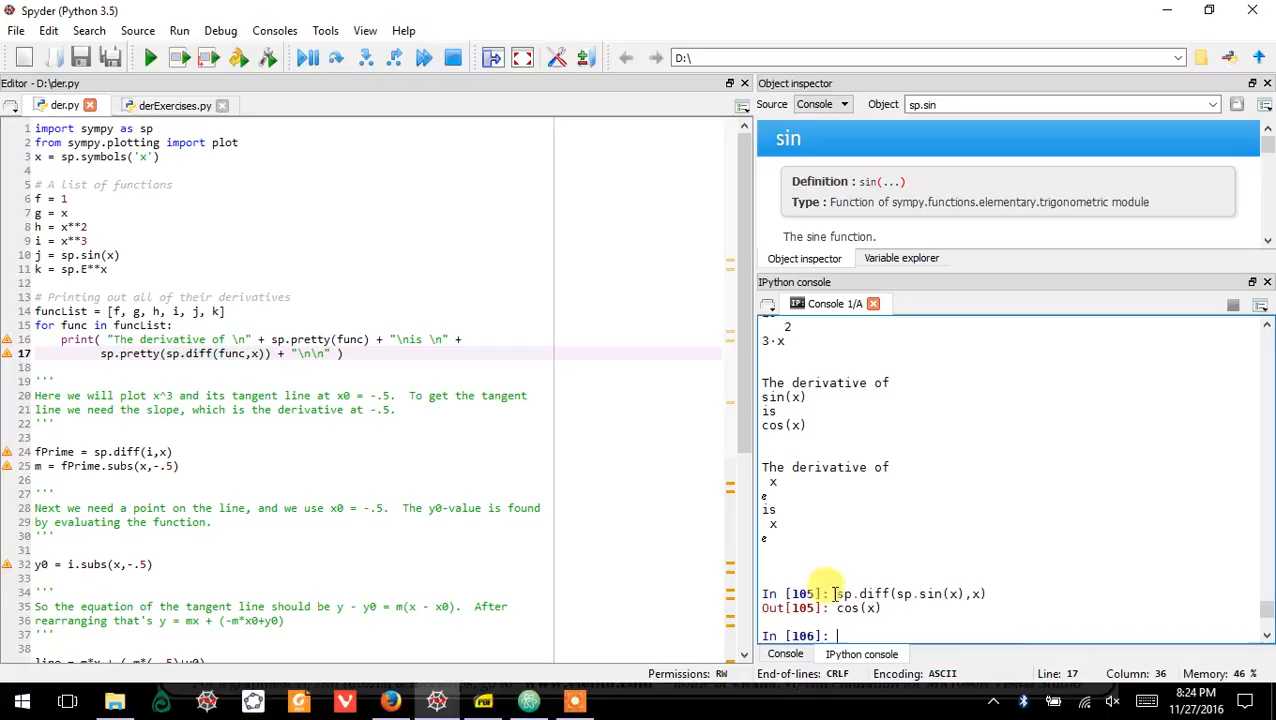 Spyder (Python 3.5)
File Edit Search Source Run Debug Consoles Tools View Help
D:\
Editor - D:\der.py
der.py
derExercises.py
1 import sympy as sp
2 from sympy.plotting import plot
3 x = sp.symbols('x')
4
5 # A list of functions
6 f = 1
7 g = x
8 h = x**2
9 i = x**3
10 j = sp.sin(x)
11 k = sp.E**x
12
13 # Printing out all of their derivatives
14 funcList = [f, g, h, i, j, k]
15 for func in funcList:
16 print( "The derivative of \n" + sp.pretty(func) + "\nis \n" +
17 sp.pretty(sp.diff(func,x)) + "\n\n" )
18
19 '''
20 Here we will plot x^3 and its tangent line at x0 = -.5. To get the tangent
21 line we need the slope, which is the derivative at -.5.
22 '''
23
24 fPrime = sp.diff(i,x)
25 m = fPrime.subs(x,-.5)
26
27 '''
28 Next we need a point on the line, and we use x0 = -.5. The y0-value is found
29 by evaluating the function.
30 '''
31
32 y0 = i.subs(x,-.5)
33
34 '''
35 So the equation of the tangent line should be y - y0 = m(x - x0). After
36 rearranging that's y = mx + (-m*x0+y0)
37 '''
38
line = m*x + (-m*(-.5)+y0)
Object inspector
Source Console Object sp.sin
sin
Definition : sin(...)
Type : Function of sympy.functions.elementary.trigonometric module
The sine function.
Object inspector Variable explorer
IPython console
IP: Console 1/A
2
3·x
The derivative of
sin(x)
is
cos(x)
The derivative of
x
ℯ
is
x
ℯ
In [105]: sp.diff(sp.sin(x),x)
Out[105]: cos(x)
In [106]:
Console IPython console
Permissions: RW End-of-lines: CRLF Encoding: ASCII Line: 17 Column: 36 Memory: 46 %
PDF
8:24 PM
11/27/2016